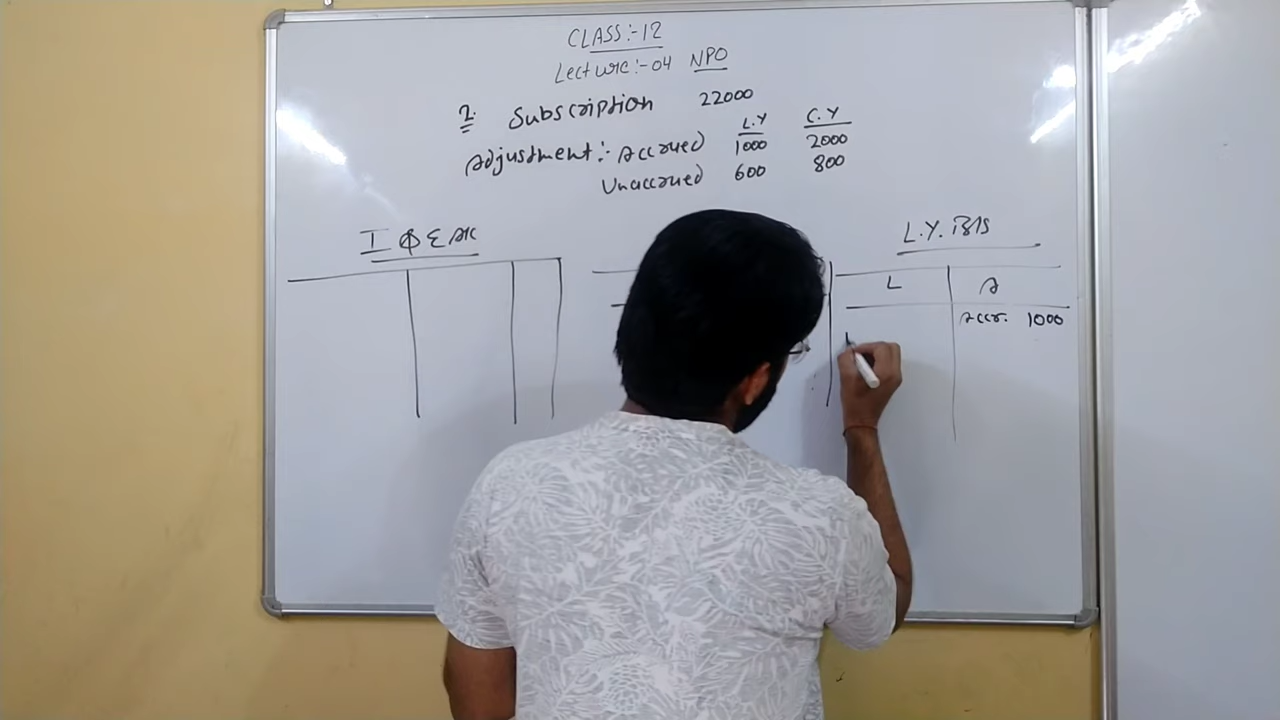 CLASS:-12
Lecture:-04 NPO
2. Subscription 22000
L.Y C.Y
Adjustment:- Accrued 1000 2000
Unaccrued 600 800
I & E A/c
L.Y. B/S
L A
Accr. 1000